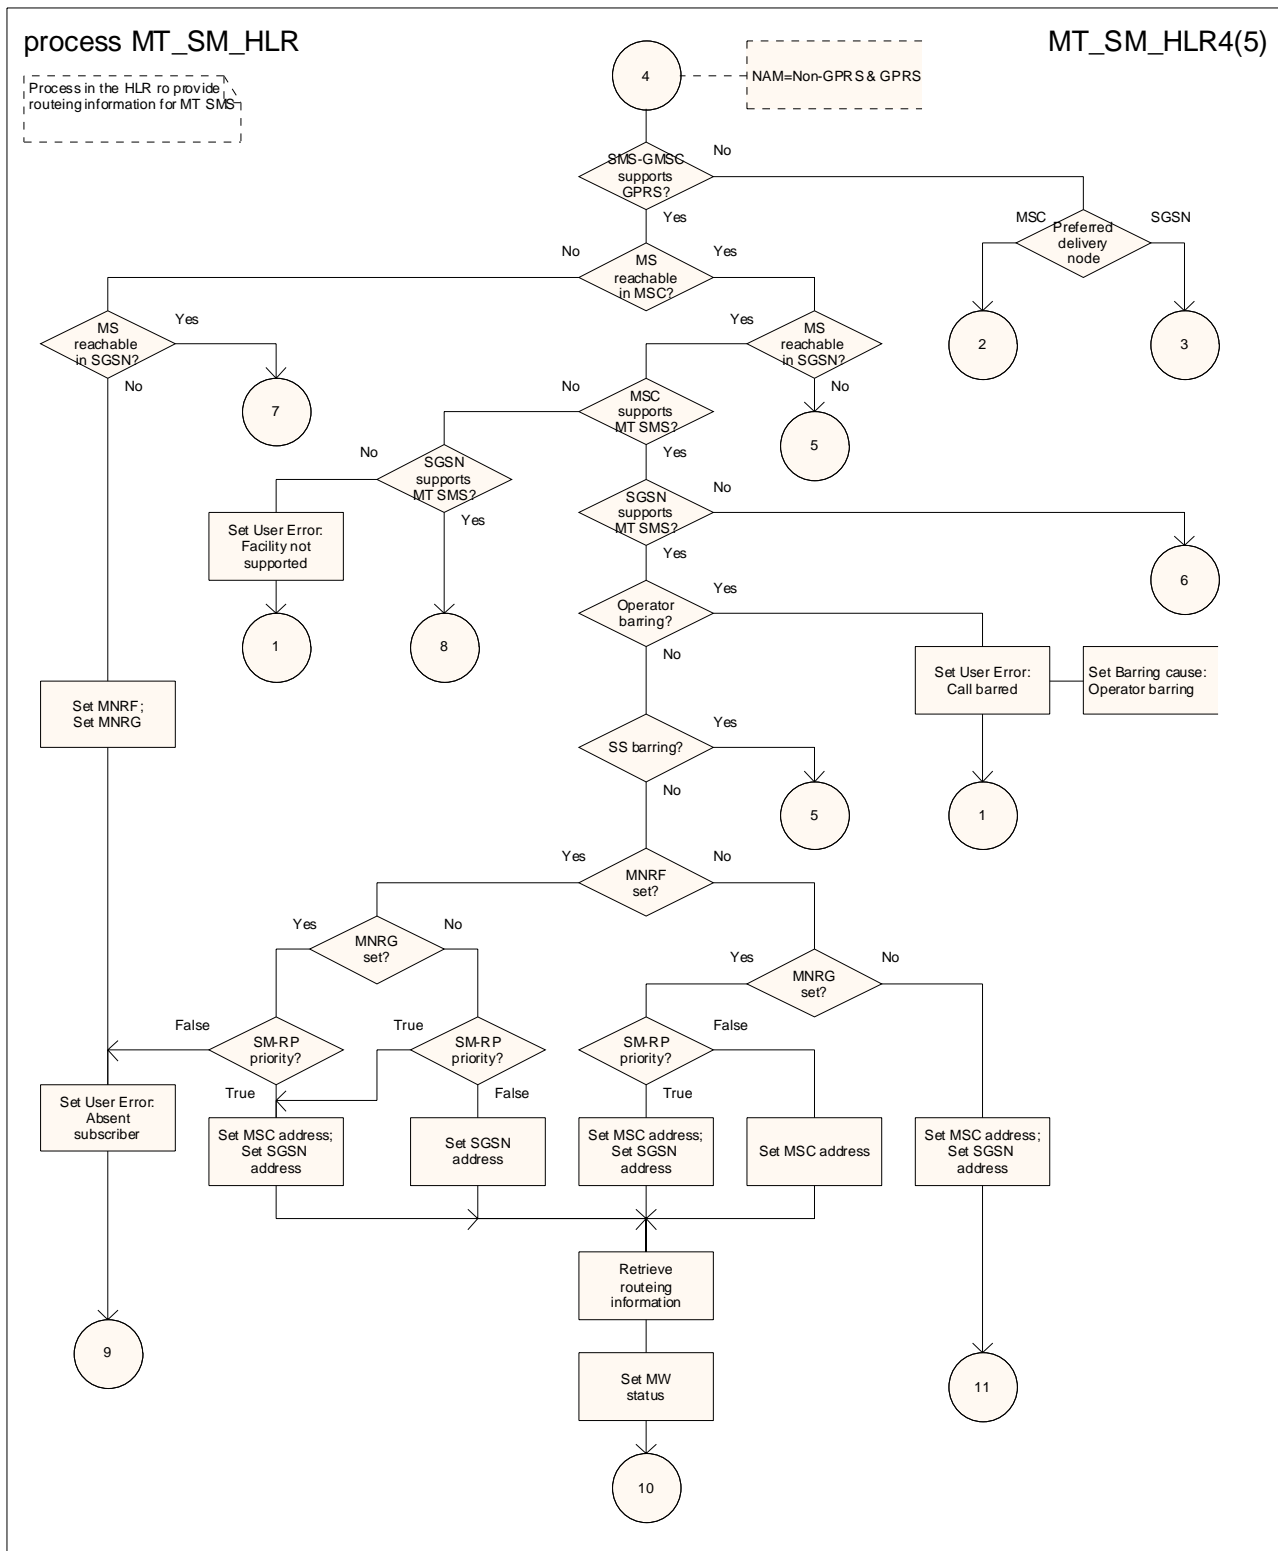 process MT_SM_HLR
MT_SM_HLR4(5)
Process in the HLR ro provide
routeing information for MT SMS
4
NAM=Non-GPRS & GPRS
SMS-GMSC
supports
GPRS?
No
Yes
MSC
SGSN
Preferred
delivery
node
No
MS
reachable
in MSC?
Yes
MS
reachable
in SGSN?
Yes
No
Yes
MS
reachable
in SGSN?
No
2
3
7
No
MSC
supports
MT SMS?
Yes
5
No
SGSN
supports
MT SMS?
Yes
SGSN
supports
MT SMS?
No
Yes
Set User Error:
Facility not
supported
6
1
8
Operator
barring?
Yes
No
Set User Error:
Call barred
Set Barring cause:
Operator barring
Set MNRF;
Set MNRG
SS barring?
Yes
No
5
1
Yes
MNRF
set?
No
Yes
MNRG
set?
No
Yes
MNRG
set?
No
False
SM-RP
priority?
True
True
SM-RP
priority?
False
SM-RP
priority?
False
True
Set User Error:
Absent
subscriber
Set MSC address;
Set SGSN
address
Set SGSN
address
Set MSC address;
Set SGSN
address
Set MSC address
Set MSC address;
Set SGSN
address
Retrieve
routeing
information
9
Set MW
status
11
10